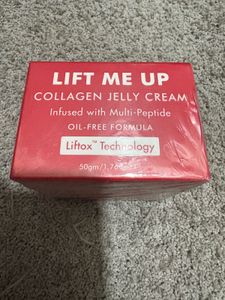 LIFT ME UP
COLLAGEN JELLY CREAM
Infused with Multi-Peptide
OIL-FREE FORMULA
Liftox™ Technology
50gm/1.76